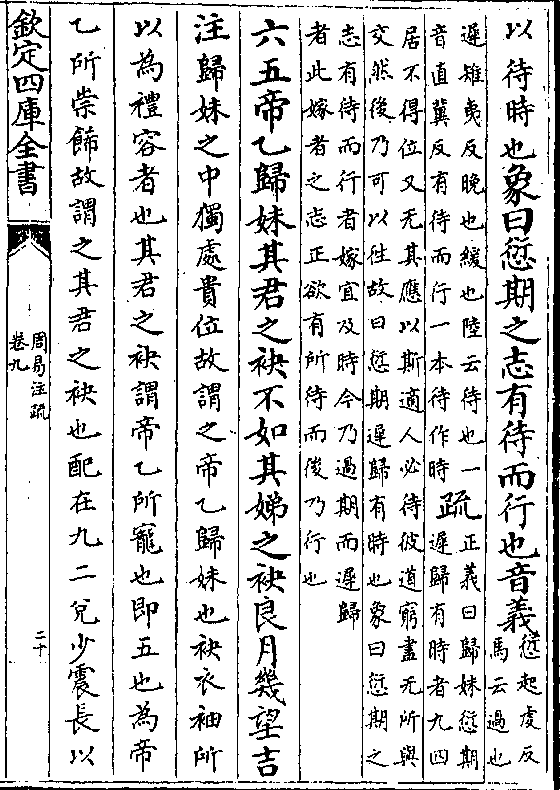 以待時也象曰愆期之志有待而行也音義愆起虔反
馬云過也
遲雉夷反晚也緩也陸云待也一
音直冀反有待而行一本待作時疏正義曰歸妹愆期
遲歸有時者九四
居不得位又无其應以斯適人必待彼道窮盡无所與
交然後乃可以徃故曰愆期遲歸有時也象曰愆期之
志有待而行者嫁宜及時今乃過期而遲歸
者此嫁者之志正欲有所待而後乃行也
六五帝乙歸妹其君之袂不如其娣之袂良月幾望吉
注歸妹之中獨處貴位故謂之帝乙歸妹也袂衣袖所
以為禮容者也其君之袂謂帝乙所寵也即五也為帝
乙所崇飾故謂之其君之袂也配在九二兌少震長以
欽定四庫全書
周易注疏
卷九
二十